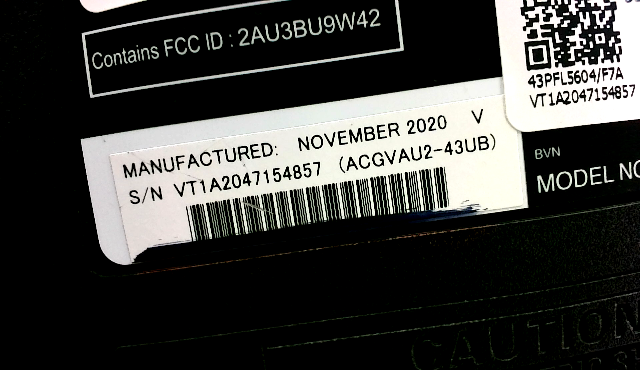 Contains FCC ID : 2AU3BU9W42
43PFL5604/F7A
VT1A2047154857
MANUFACTURED: NOVEMBER 2020 V
S/N VT1A2047154857 (ACGVAU2-43UB)
BVN
MODEL NO
CAUTION